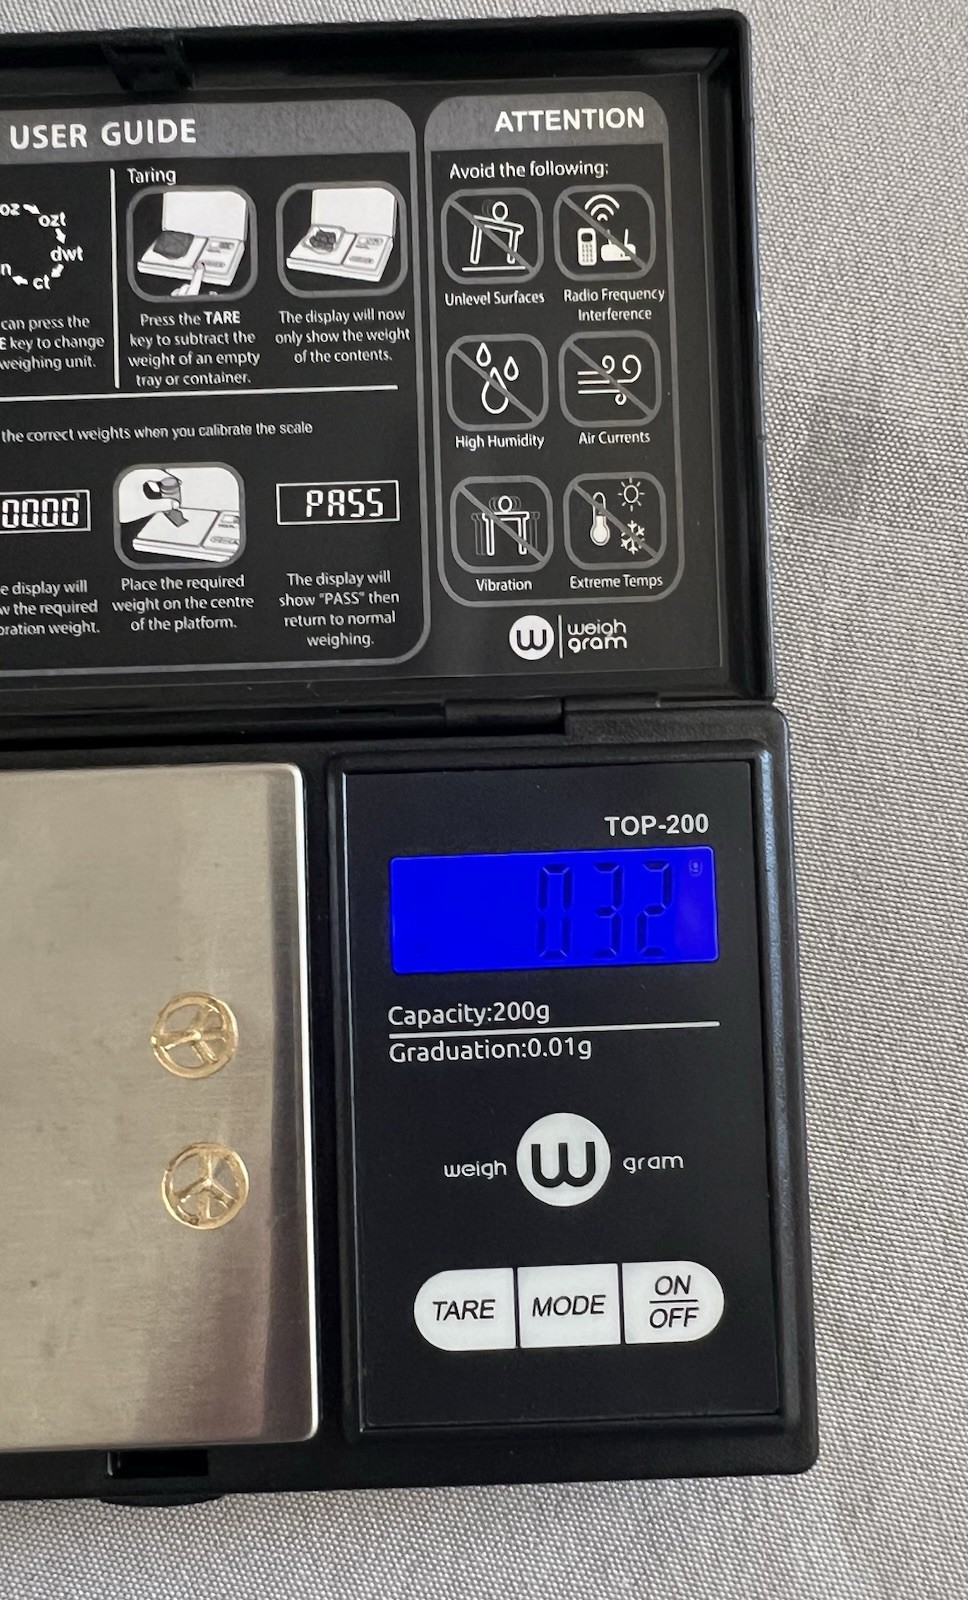 USER GUIDE
oz
ozt
dwt
ct
n
can press the
E key to change
weighing unit.
Taring
Press the TARE
key to subtract the
weight of an empty
tray or container.
The display will now
only show the weight
of the contents.
the correct weights when you calibrate the scale
00.00
e display will
w the required
bration weight.
Place the required
weight on the centre
of the platform.
PASS
The display will
show "PASS" then
return to normal
weighing.
ATTENTION
Avoid the following:
Unlevel Surfaces
Radio Frequency
Interference
High Humidity
Air Currents
Vibration
Extreme Temps
W weigh
gram
TOP-200
0.32 g
Capacity:200g
Graduation:0.01g
weigh W gram
TARE
MODE
ON
OFF